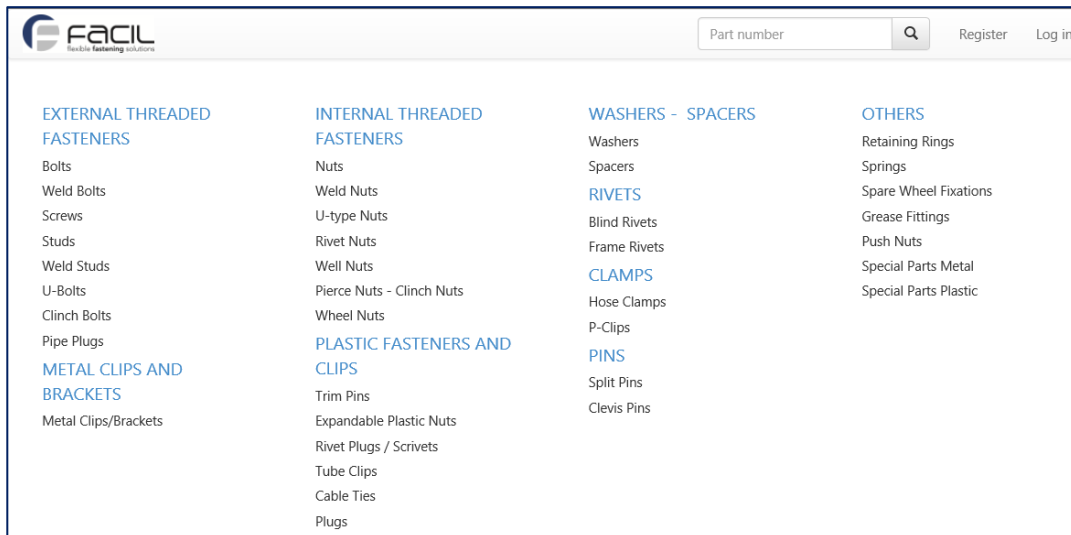 FACIL
flexible fastening solutions
Part number
Register
Log in
EXTERNAL THREADED
FASTENERS
Bolts
Weld Bolts
Screws
Studs
Weld Studs
U-Bolts
Clinch Bolts
Pipe Plugs
METAL CLIPS AND
BRACKETS
Metal Clips/Brackets
INTERNAL THREADED
FASTENERS
Nuts
Weld Nuts
U-type Nuts
Rivet Nuts
Well Nuts
Pierce Nuts - Clinch Nuts
Wheel Nuts
PLASTIC FASTENERS AND
CLIPS
Trim Pins
Expandable Plastic Nuts
Rivet Plugs / Scrivets
Tube Clips
Cable Ties
Plugs
WASHERS - SPACERS
Washers
Spacers
RIVETS
Blind Rivets
Frame Rivets
CLAMPS
Hose Clamps
P-Clips
PINS
Split Pins
Clevis Pins
OTHERS
Retaining Rings
Springs
Spare Wheel Fixations
Grease Fittings
Push Nuts
Special Parts Metal
Special Parts Plastic